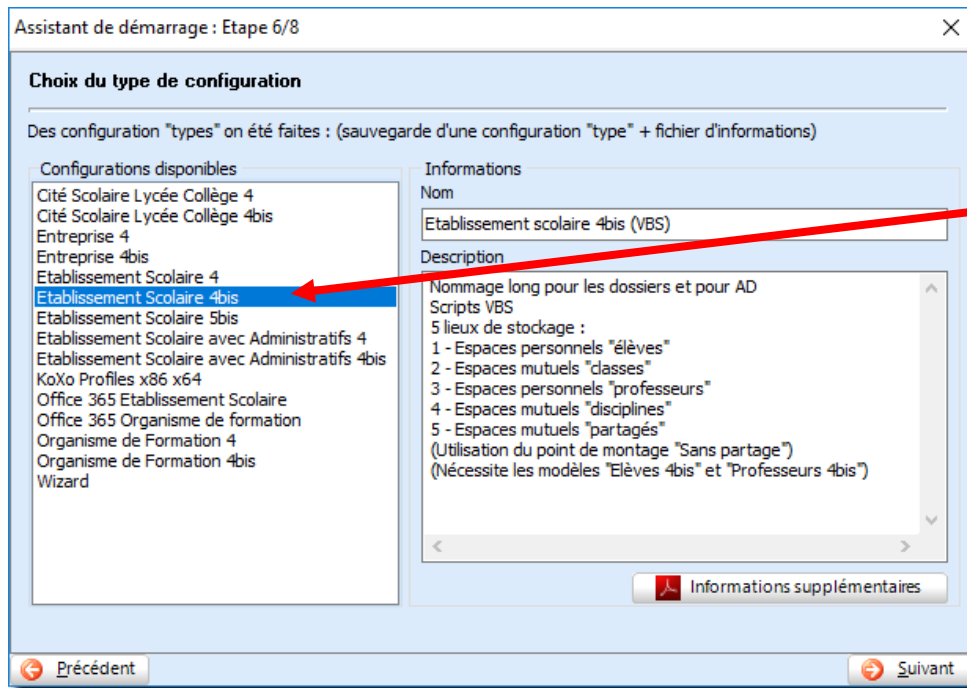 Assistant de démarrage : Etape 6/8
Choix du type de configuration
Des configuration "types" on été faites : (sauvegarde d'une configuration "type" + fichier d'informations)
Configurations disponibles
Cité Scolaire Lycée Collège 4
Cité Scolaire Lycée Collège 4bis
Entreprise 4
Entreprise 4bis
Etablissement Scolaire 4
Etablissement Scolaire 4bis
Etablissement Scolaire 5bis
Etablissement Scolaire avec Administratifs 4
Etablissement Scolaire avec Administratifs 4bis
KoXo Profiles x86 x64
Office 365 Etablissement Scolaire
Office 365 Organisme de formation
Organisme de Formation 4
Organisme de Formation 4bis
Wizard
Informations
Nom
Etablissement scolaire 4bis (VBS)
Description
Nommage long pour les dossiers et pour AD
Scripts VBS
5 lieux de stockage :
1 - Espaces personnels "élèves"
2 - Espaces mutuels "classes"
3 - Espaces personnels "professeurs"
4 - Espaces mutuels "disciplines"
5 - Espaces mutuels "partagés"
(Utilisation du point de montage "Sans partage")
(Nécessite les modèles "Elèves 4bis" et "Professeurs 4bis")
Informations supplémentaires
Précédent
Suivant